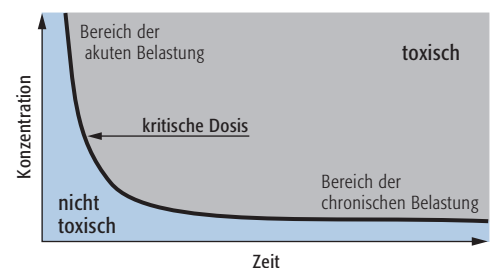 Bereich der
akuten Belastung
toxisch
Konzentration
kritische Dosis
Bereich der
chronischen Belastung
nicht
toxisch
Zeit